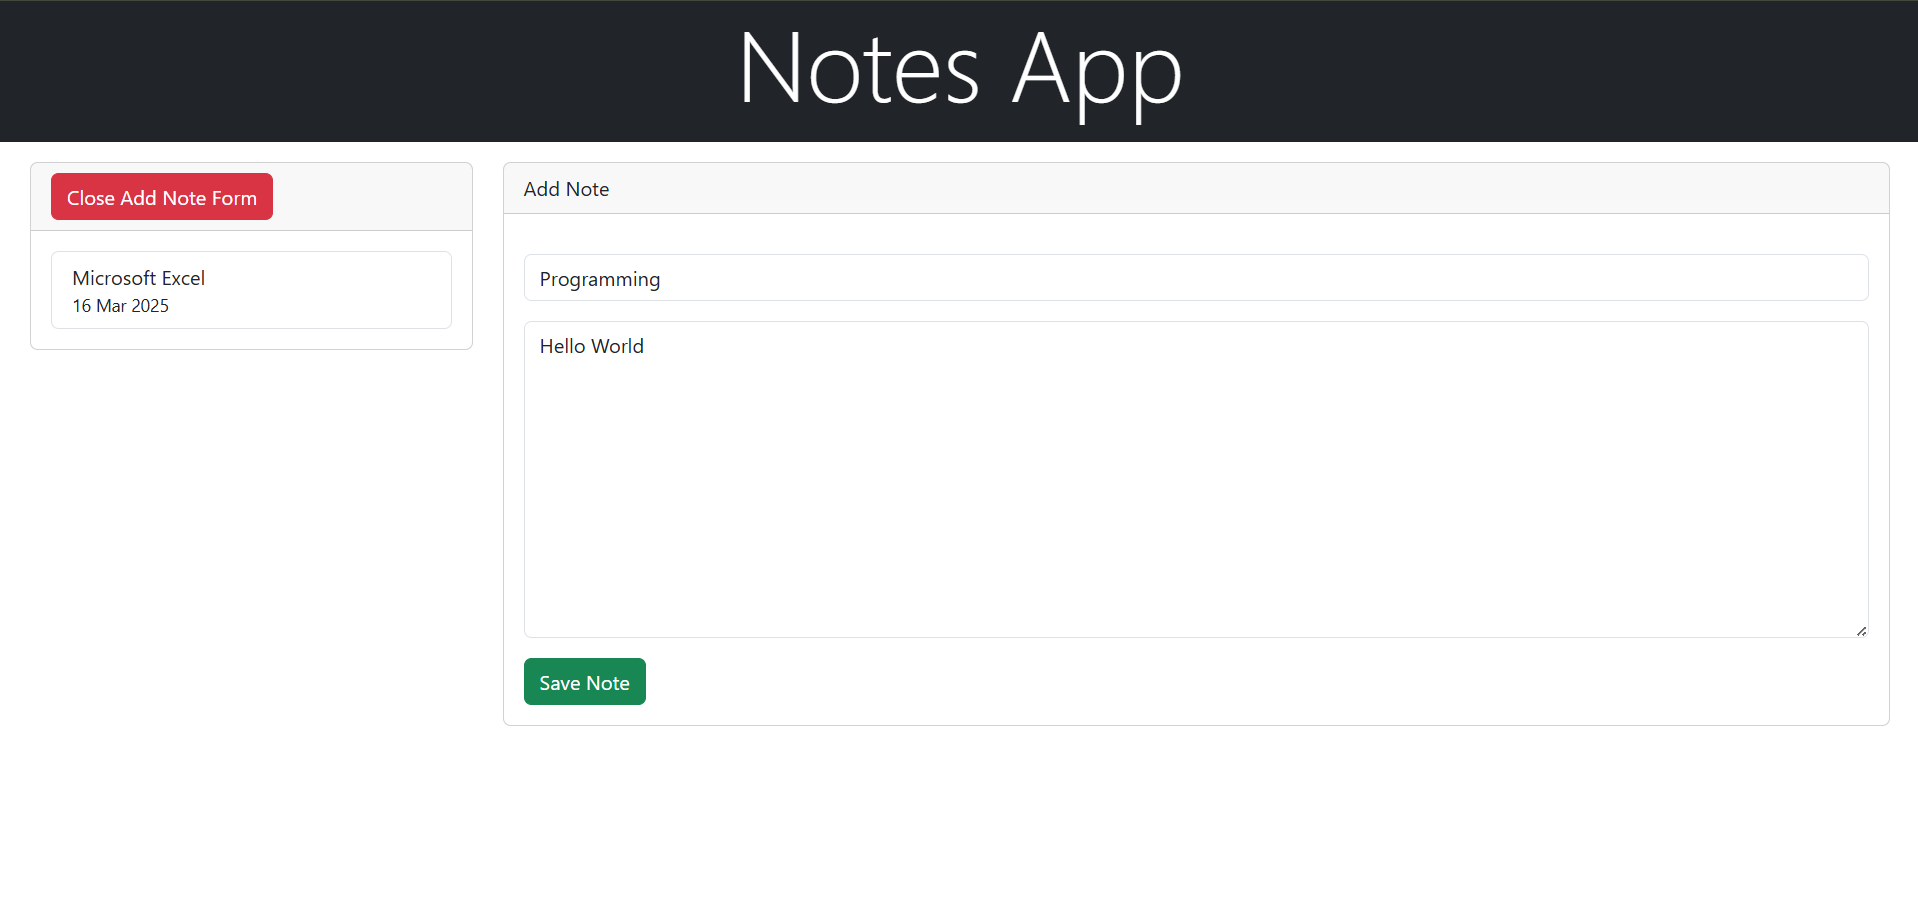 Notes App
Close Add Note Form
Microsoft Excel
16 Mar 2025
Add Note
Programming
Hello World
Save Note